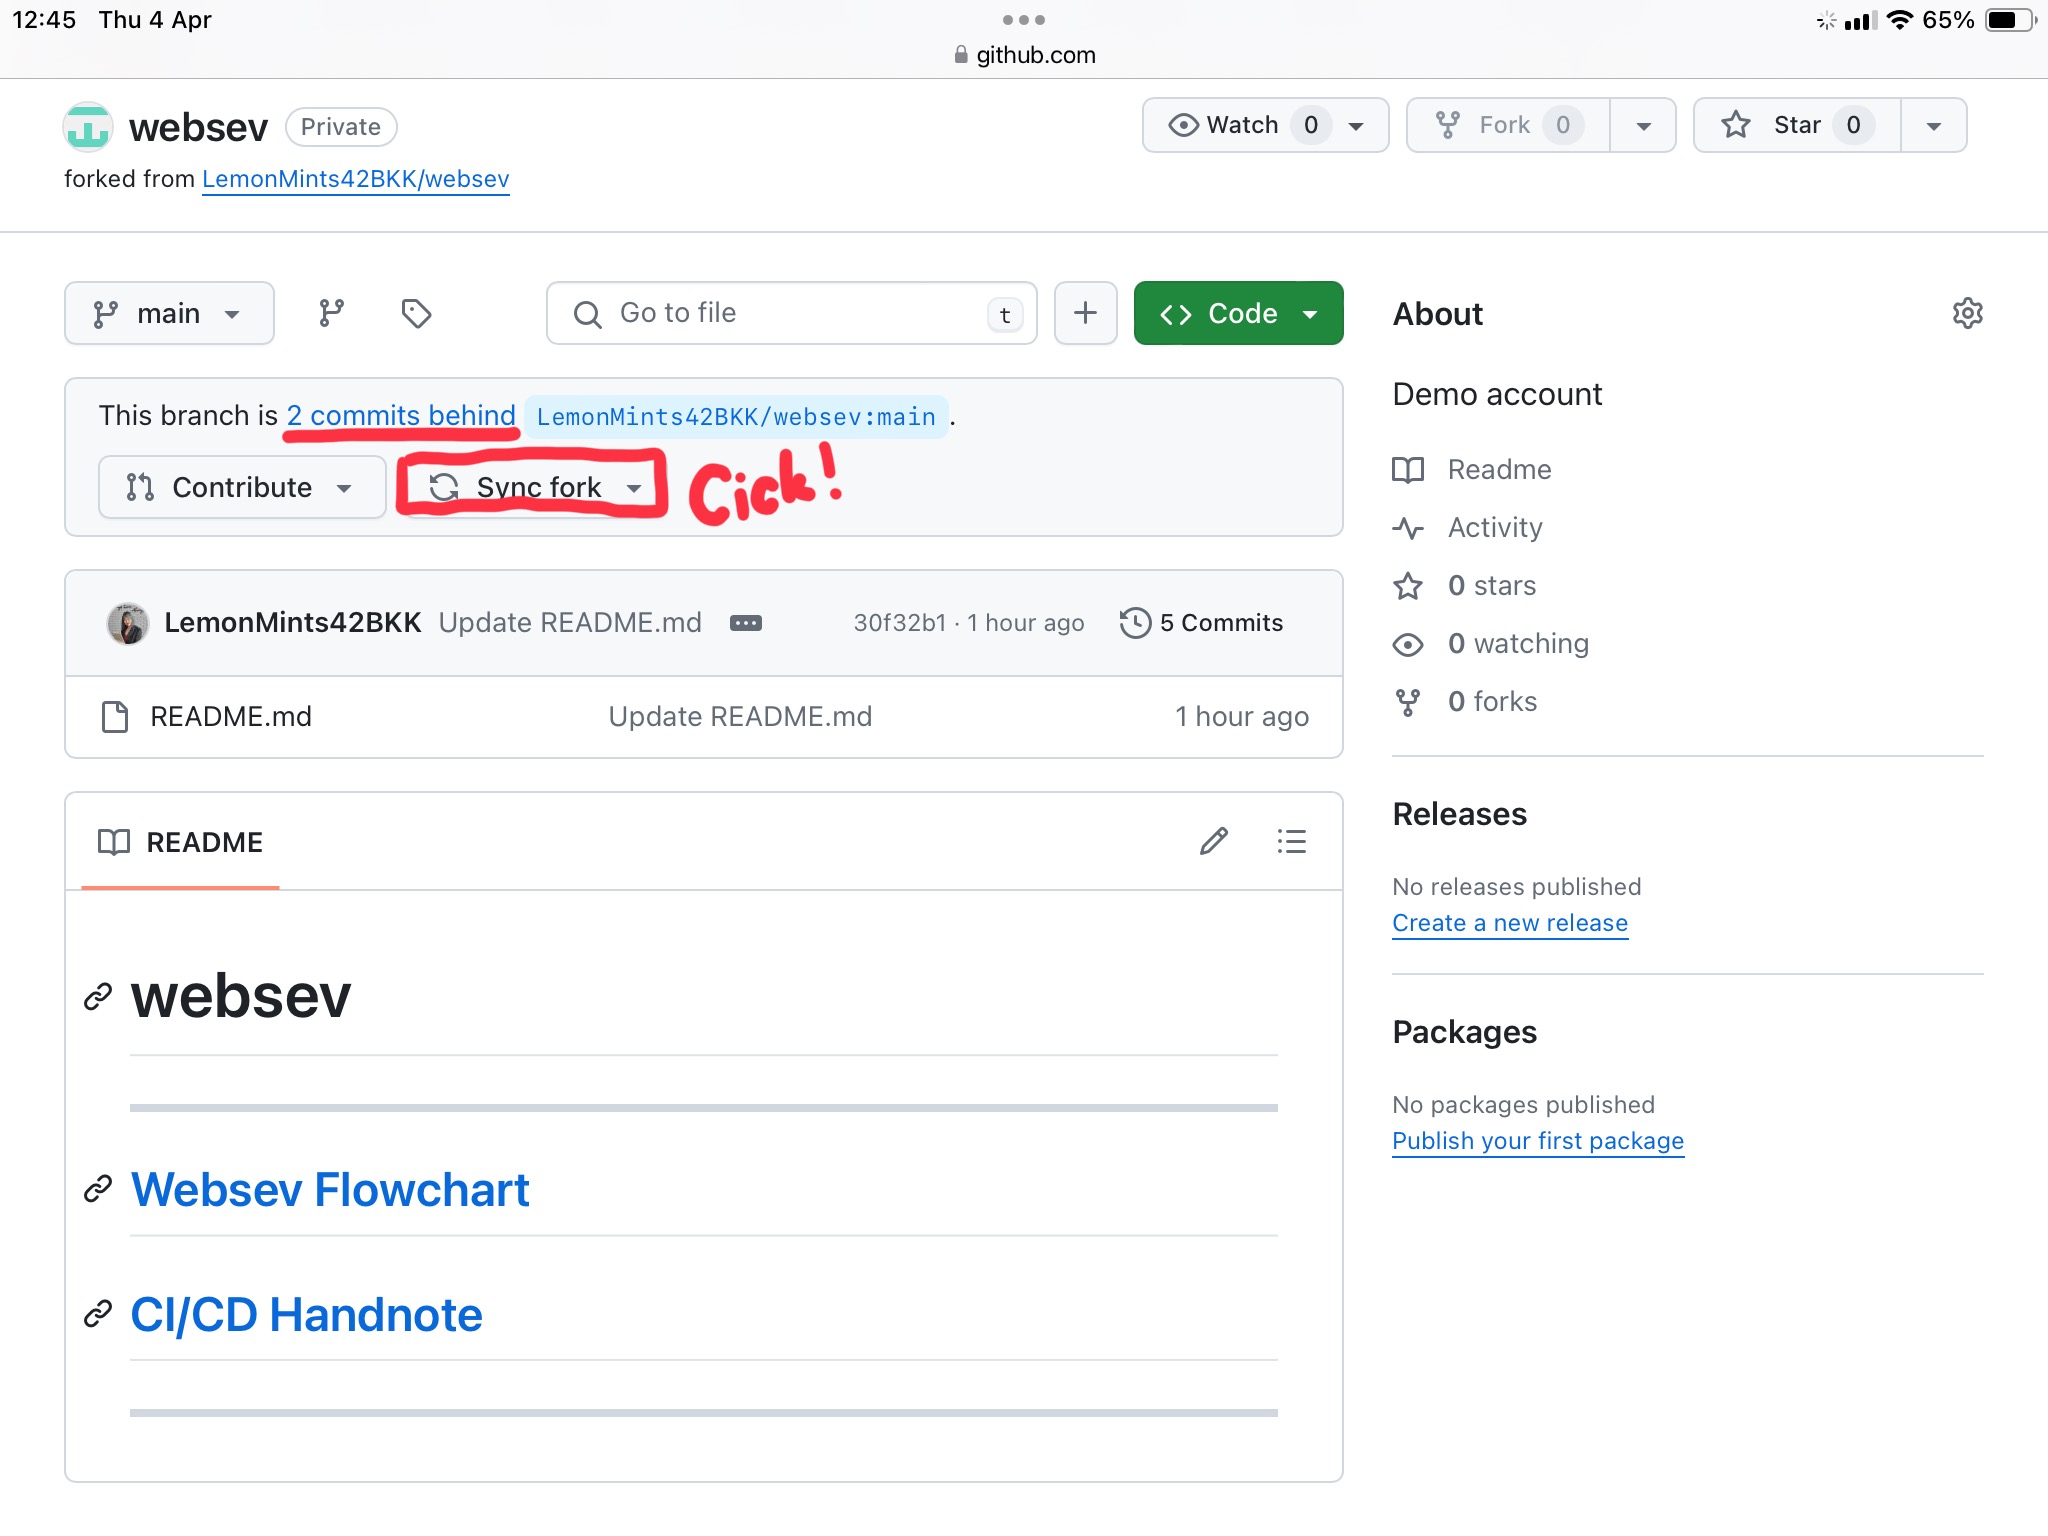 12:45 Thu 4 Apr
65%
github.com
websev Private
Watch 0 Fork 0 Star 0
forked from LemonMints42BKK/websev
main Go to file t + Code
About
Demo account
This branch is 2 commits behind LemonMints42BKK/websev:main .
Contribute Sync fork Cick!
Readme
Activity
0 stars
0 watching
0 forks
LemonMints42BKK Update README.md 30f32b1 · 1 hour ago 5 Commits
README.md Update README.md 1 hour ago
Releases
No releases published
Create a new release
Packages
No packages published
Publish your first package
README
websev
Websev Flowchart
CI/CD Handnote